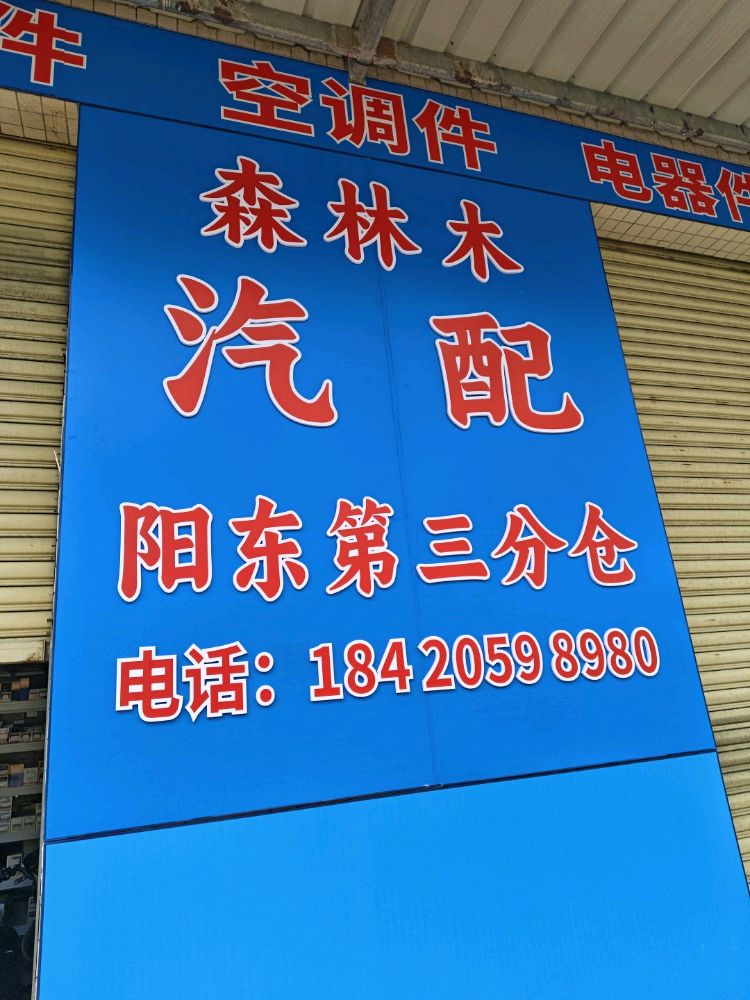 件 空调件 电器件
森林木
汽配
阳东第三分仓
电话：184 2059 8980